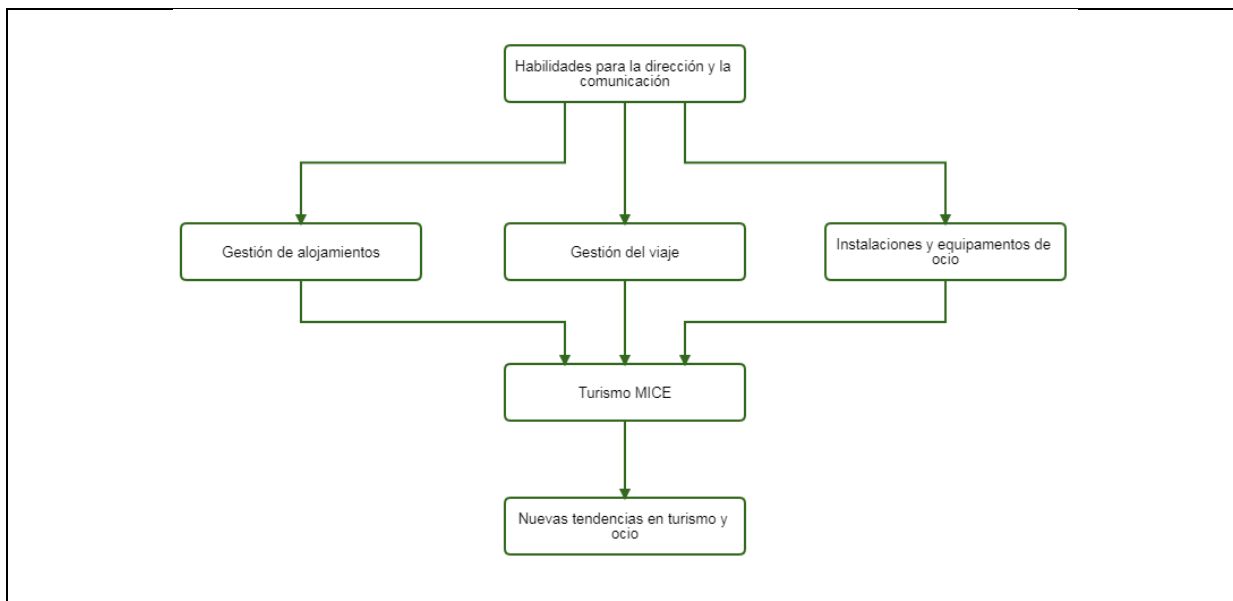 Habilidades para la dirección y la
comunicación
Gestión de alojamientos
Gestión del viaje
Instalaciones y equipamentos de
ocio
Turismo MICE
Nuevas tendencias en turismo y
ocio